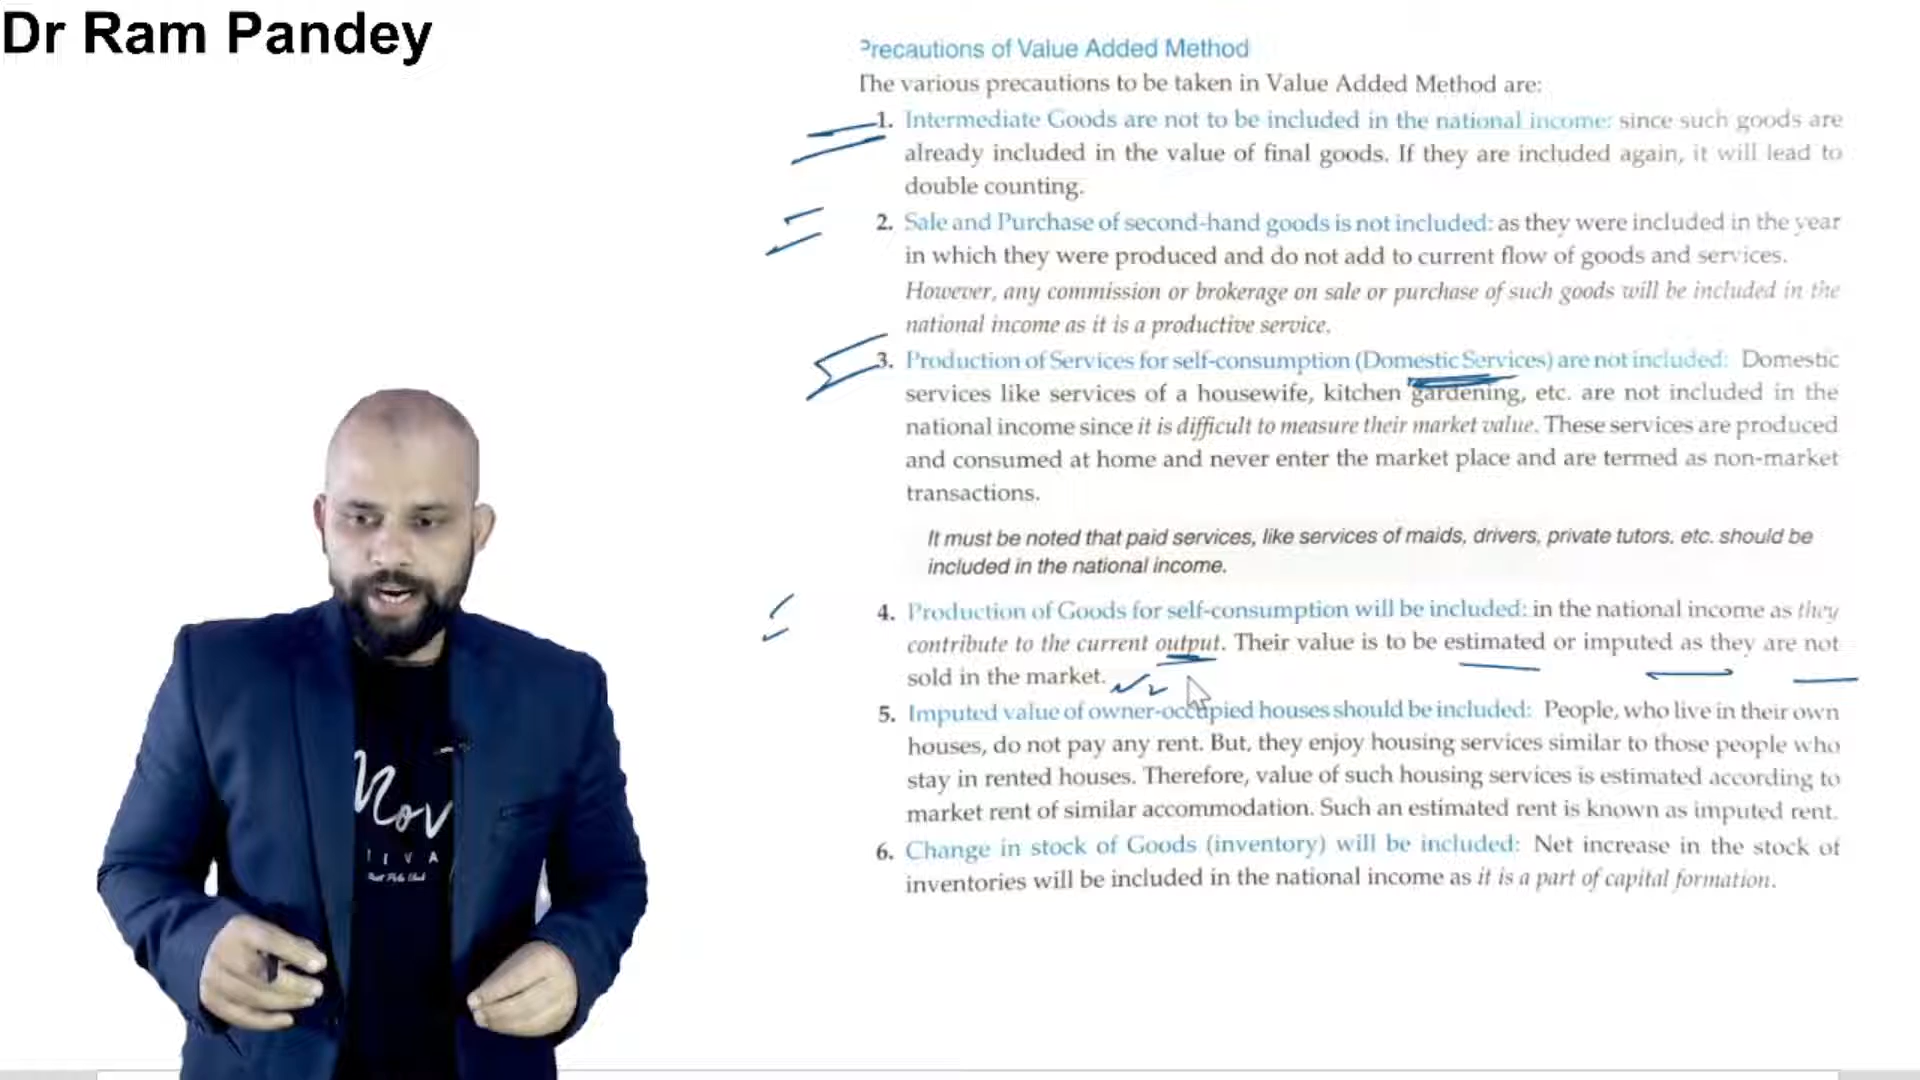 Dr Ram Pandey
Precautions of Value Added Method
The various precautions to be taken in Value Added Method are:
1. Intermediate Goods are not to be included in the national income: since such goods are
already included in the value of final goods. If they are included again, it will lead to
double counting.
2. Sale and Purchase of second-hand goods is not included: as they were included in the year
in which they were produced and do not add to current flow of goods and services.
However, any commission or brokerage on sale or purchase of such goods will be included in the
national income as it is a productive service.
3. Production of Services for self-consumption (Domestic Services) are not included: Domestic
services like services of a housewife, kitchen gardening, etc. are not included in the
national income since it is difficult to measure their market value. These services are produced
and consumed at home and never enter the market place and are termed as non-market
transactions.
It must be noted that paid services, like services of maids, drivers, private tutors. etc. should be
included in the national income.
4. Production of Goods for self-consumption will be included: in the national income as they
contribute to the current output. Their value is to be estimated or imputed as they are not
sold in the market.
5. Imputed value of owner-occupied houses should be included: People, who live in their own
houses, do not pay any rent. But, they enjoy housing services similar to those people who
stay in rented houses. Therefore, value of such housing services is estimated according to
market rent of similar accommodation. Such an estimated rent is known as imputed rent.
6. Change in stock of Goods (inventory) will be included: Net increase in the stock of
inventories will be included in the national income as it is a part of capital formation.
Nov
TIVA